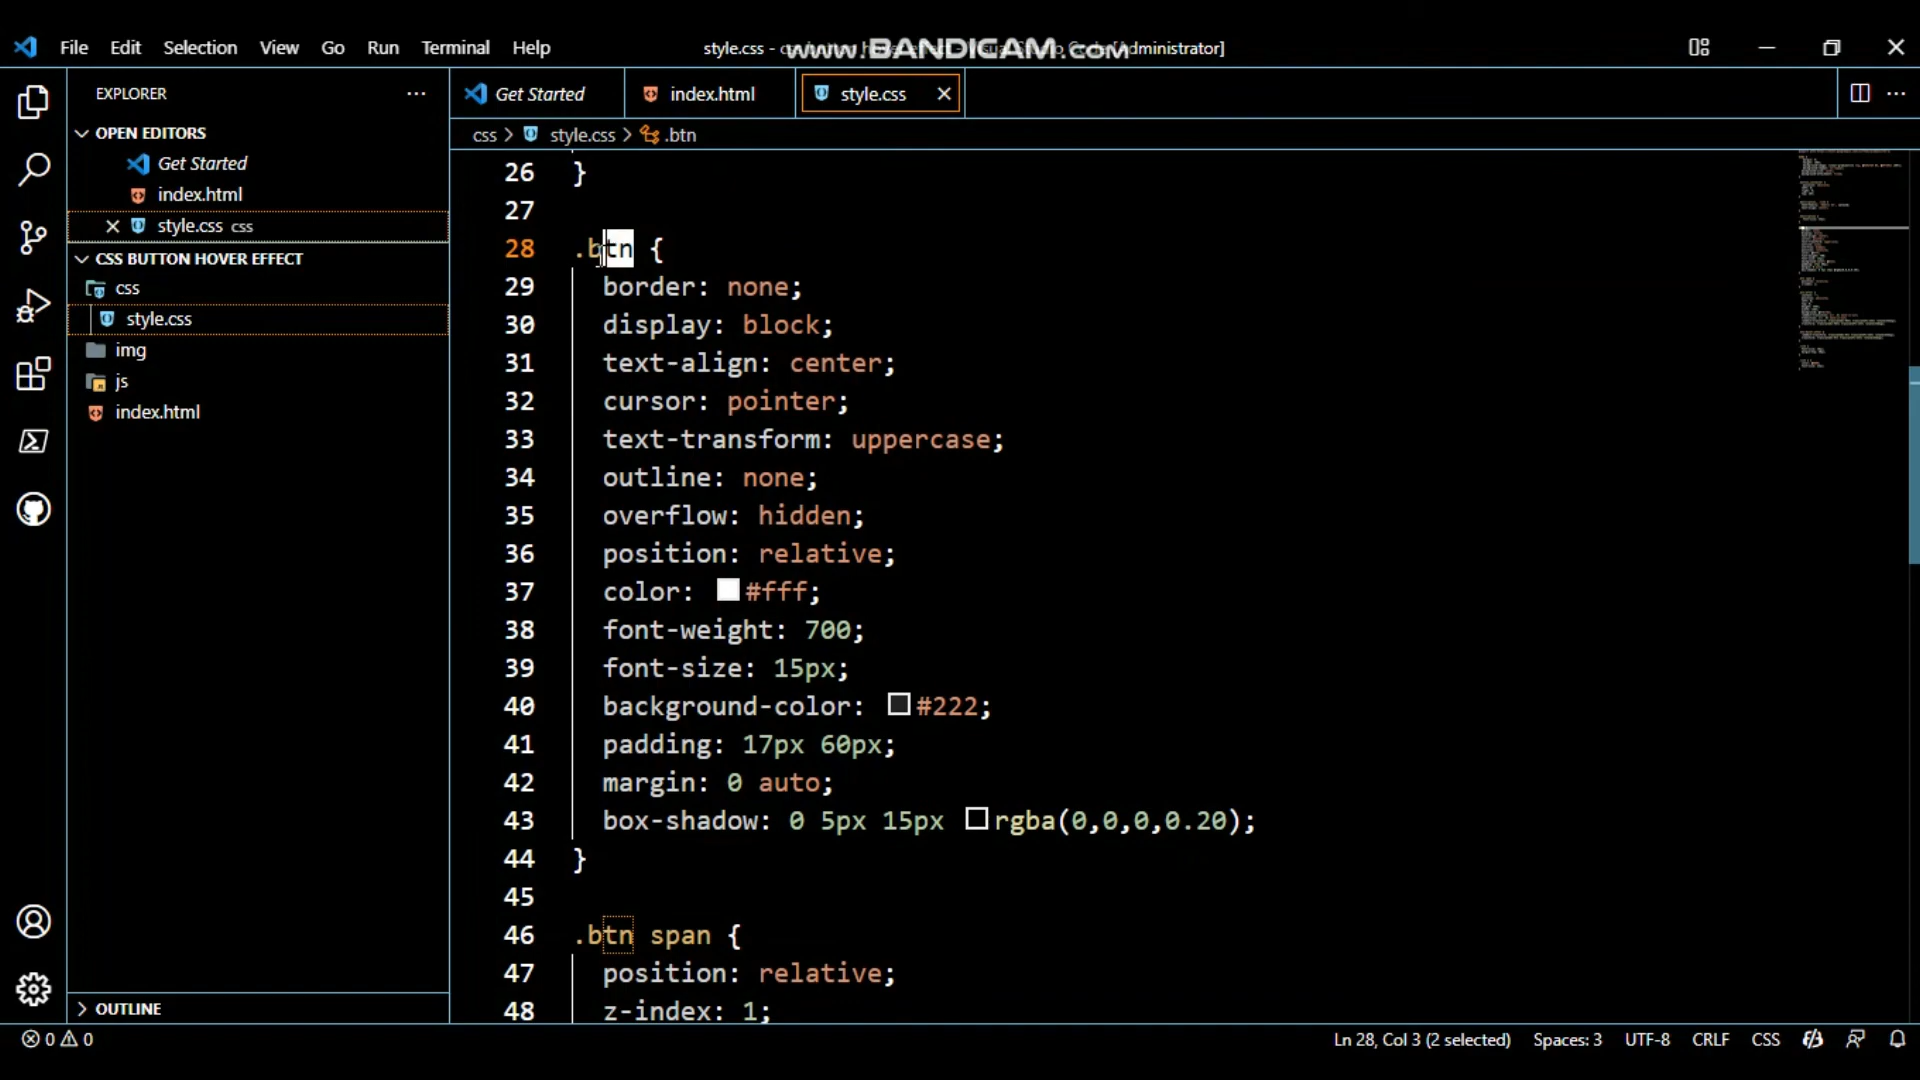 File Edit Selection View Go Run Terminal Help
style.css - css button hover effect - Visual Studio Code [Administrator]
www.BANDICAM.com
EXPLORER
OPEN EDITORS
Get Started
index.html
style.css css
CSS BUTTON HOVER EFFECT
css
style.css
img
js
index.html
OUTLINE
Get Started
index.html
style.css
css > style.css > .btn
26 }
27
28 .btn {
29 border: none;
30 display: block;
31 text-align: center;
32 cursor: pointer;
33 text-transform: uppercase;
34 outline: none;
35 overflow: hidden;
36 position: relative;
37 color: #fff;
38 font-weight: 700;
39 font-size: 15px;
40 background-color: #222;
41 padding: 17px 60px;
42 margin: 0 auto;
43 box-shadow: 0 5px 15px rgba(0,0,0,0.20);
44 }
45
46 .btn span {
47 position: relative;
48 z-index: 1;
0 0
Ln 28, Col 3 (2 selected) Spaces: 3 UTF-8 CRLF CSS